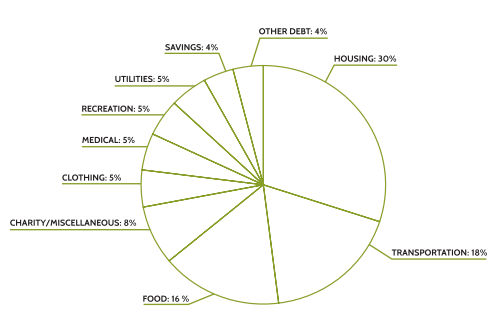 OTHER DEBT: 4%
SAVINGS: 4%
HOUSING: 30%
UTILITIES: 5%
RECREATION: 5%
MEDICAL: 5%
CLOTHING: 5%
CHARITY/MISCELLANEOUS: 8%
TRANSPORTATION: 18%
FOOD: 16 %